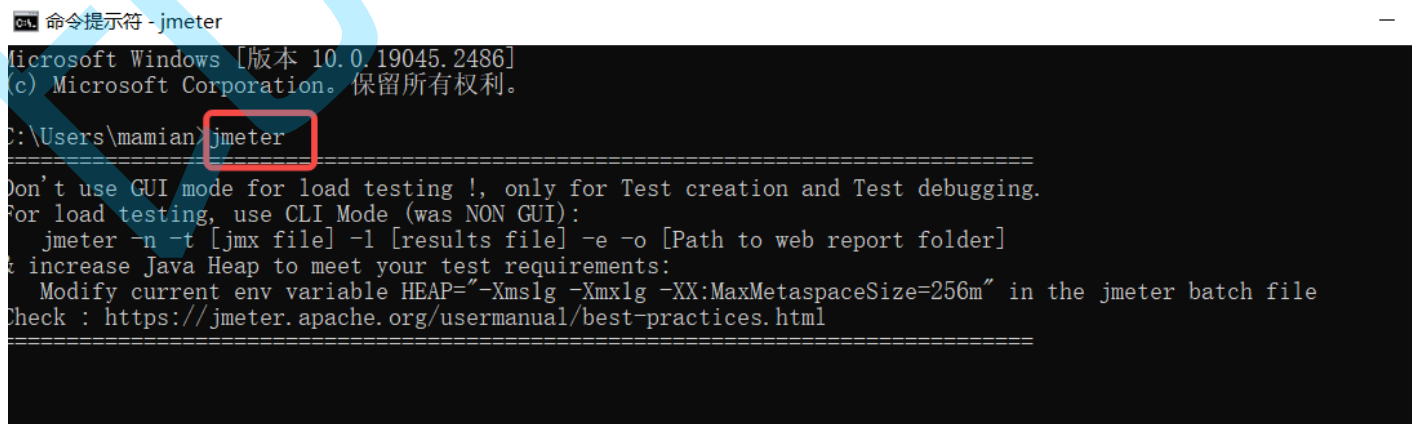 命令提示符 - jmeter
Microsoft Windows [版本 10.0.19045.2486]
(c) Microsoft Corporation。保留所有权利。
C:\Users\mamian>jmeter
================================================================================
Don't use GUI mode for load testing !, only for Test creation and Test debugging.
For load testing, use CLI Mode (was NON GUI):
   jmeter -n -t [jmx file] -l [results file] -e -o [Path to web report folder]
& increase Java Heap to meet your test requirements:
   Modify current env variable HEAP="-Xms1g -Xmx1g -XX:MaxMetaspaceSize=256m" in the jmeter batch file
Check : https://jmeter.apache.org/usermanual/best-practices.html
================================================================================